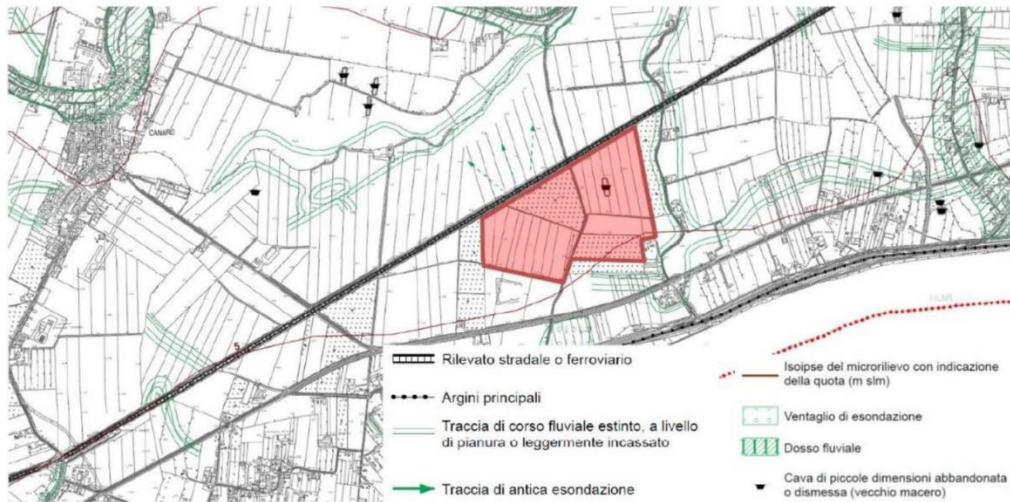 CANARO
5
FIUME
Rilevato stradale o ferroviario
Argini principali
Traccia di corso fluviale estinto, a livello
di pianura o leggermente incassato
Traccia di antica esondazione
Isoipse del microrilievo con indicazione
della quota (m slm)
Ventaglio di esondazione
Dosso fluviale
Cava di piccole dimensioni abbandonata
o dismessa (vecchio macero)